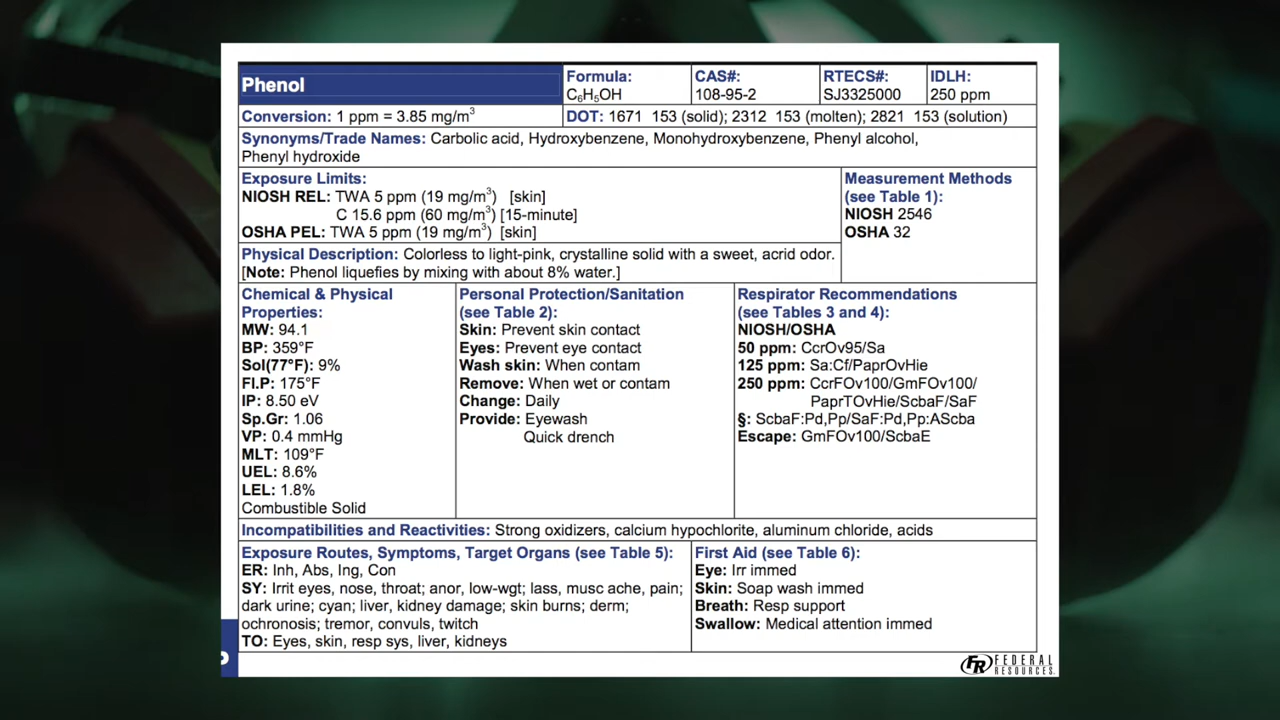 Phenol
Formula:
C₆H₅OH
CAS#:
108-95-2
RTECS#:
SJ3325000
IDLH:
250 ppm
Conversion: 1 ppm = 3.85 mg/m³
DOT: 1671 153 (solid); 2312 153 (molten); 2821 153 (solution)
Synonyms/Trade Names: Carbolic acid, Hydroxybenzene, Monohydroxybenzene, Phenyl alcohol,
Phenyl hydroxide
Exposure Limits:
NIOSH REL: TWA 5 ppm (19 mg/m³) [skin]
C 15.6 ppm (60 mg/m³) [15-minute]
OSHA PEL: TWA 5 ppm (19 mg/m³) [skin]
Measurement Methods
(see Table 1):
NIOSH 2546
OSHA 32
Physical Description: Colorless to light-pink, crystalline solid with a sweet, acrid odor.
[Note: Phenol liquefies by mixing with about 8% water.]
Chemical & Physical
Properties:
MW: 94.1
BP: 359°F
Sol(77°F): 9%
Fl.P: 175°F
IP: 8.50 eV
Sp.Gr: 1.06
VP: 0.4 mmHg
MLT: 109°F
UEL: 8.6%
LEL: 1.8%
Combustible Solid
Personal Protection/Sanitation
(see Table 2):
Skin: Prevent skin contact
Eyes: Prevent eye contact
Wash skin: When contam
Remove: When wet or contam
Change: Daily
Provide: Eyewash
Quick drench
Respirator Recommendations
(see Tables 3 and 4):
NIOSH/OSHA
50 ppm: CcrOv95/Sa
125 ppm: Sa:Cf/PaprOvHie
250 ppm: CcrFOv100/GmFOv100/
PaprTOvHie/ScbaF/SaF
§: ScbaF:Pd,Pp/SaF:Pd,Pp:AScba
Escape: GmFOv100/ScbaE
Incompatibilities and Reactivities: Strong oxidizers, calcium hypochlorite, aluminum chloride, acids
Exposure Routes, Symptoms, Target Organs (see Table 5):
ER: Inh, Abs, Ing, Con
SY: Irrit eyes, nose, throat; anor, low-wgt; lass, musc ache, pain;
dark urine; cyan; liver, kidney damage; skin burns; derm;
ochronosis; tremor, convuls, twitch
TO: Eyes, skin, resp sys, liver, kidneys
First Aid (see Table 6):
Eye: Irr immed
Skin: Soap wash immed
Breath: Resp support
Swallow: Medical attention immed
FR FEDERAL
RESOURCES